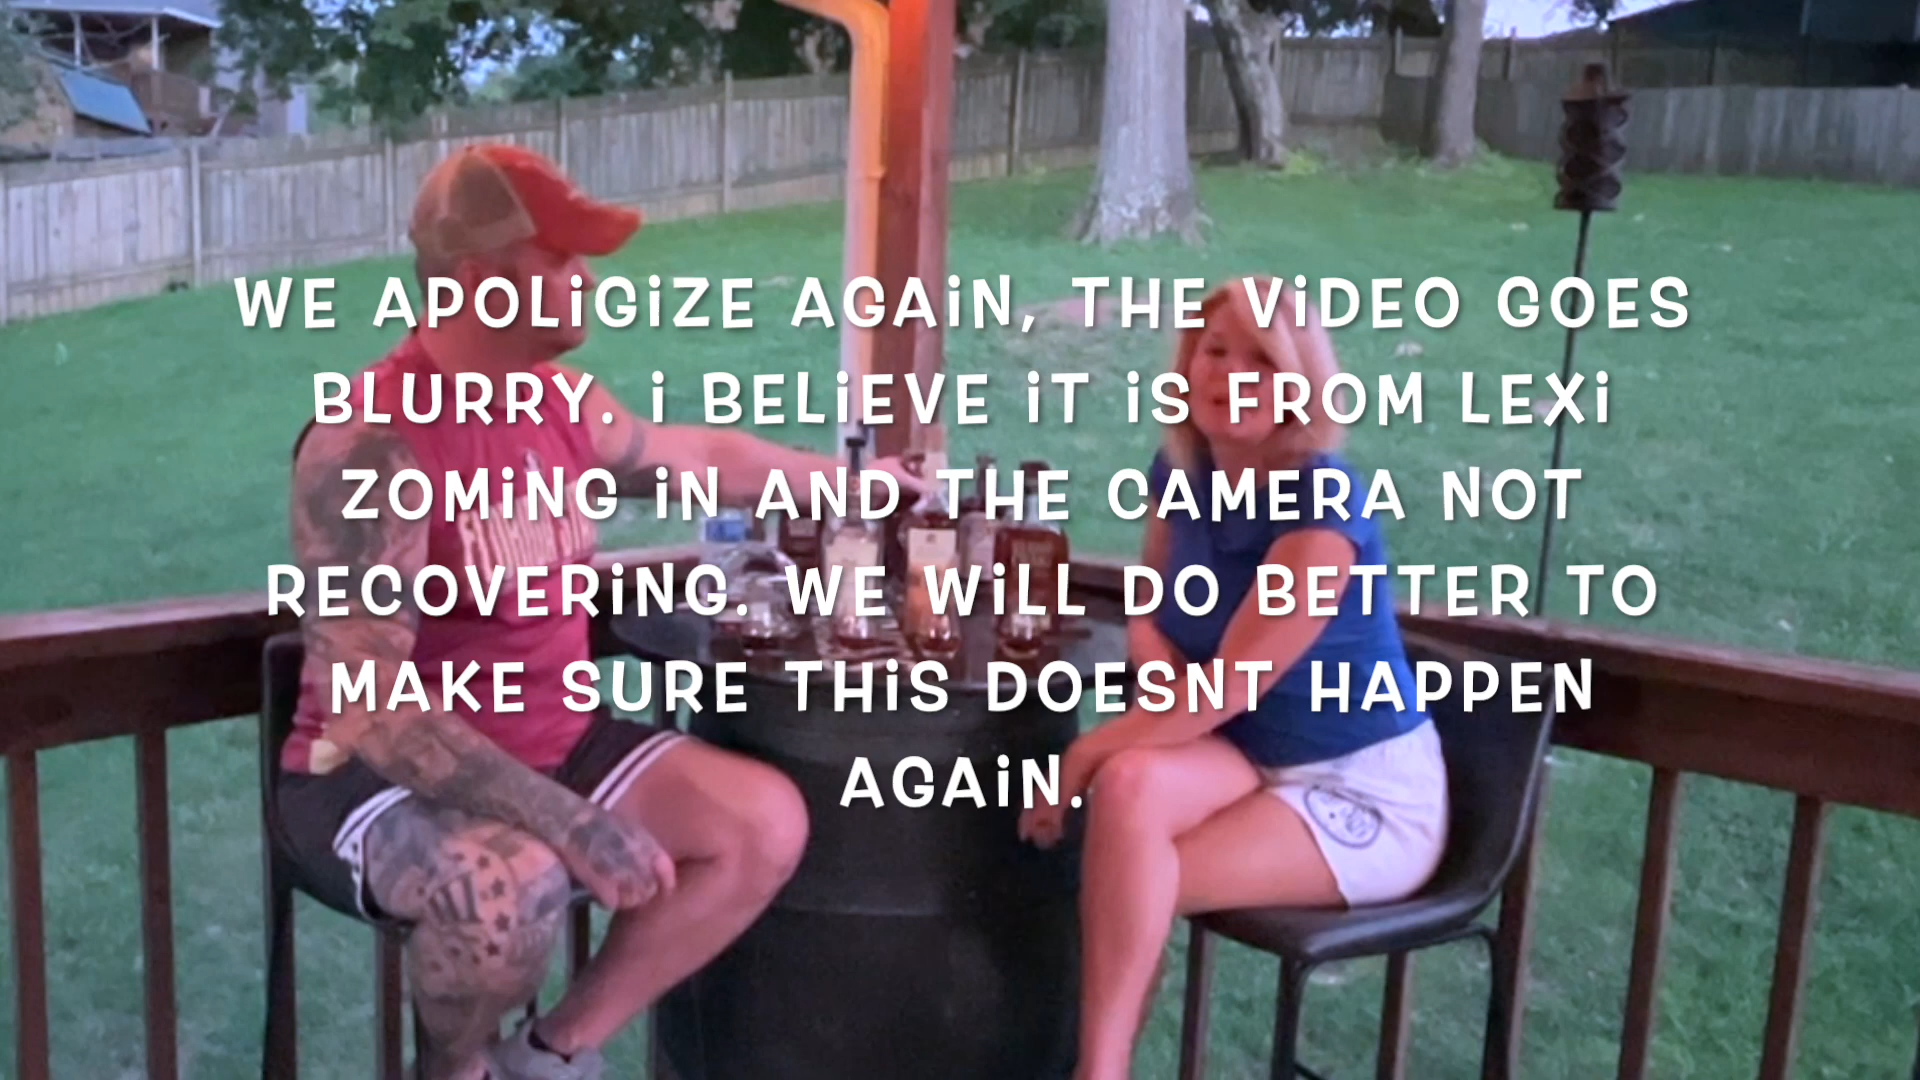 WE APOLiGiZE AGAiN, THE ViDEO GOES
BLURRY. i BELiEVE iT iS FROM LEXi
ZOMiNG iN AND THE CAMERA NOT
RECOVERiNG. WE WiLL DO BETTER TO
MAKE SURE THiS DOESNT HAPPEN
AGAiN.